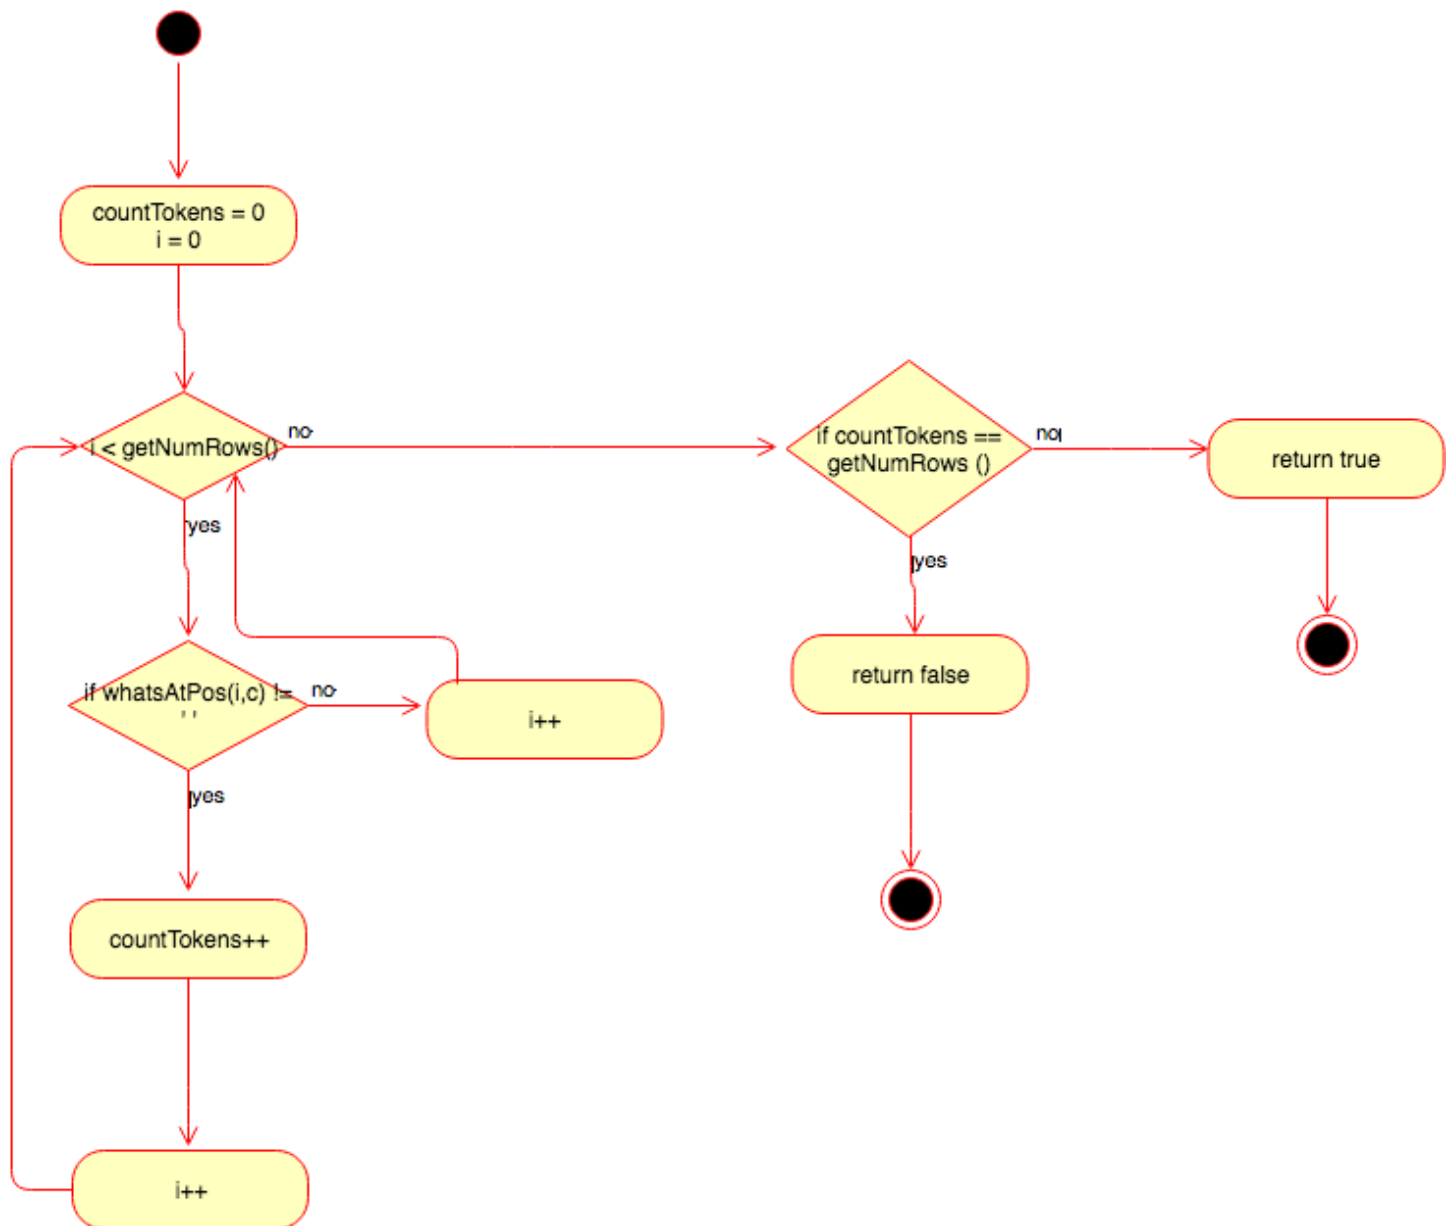 countTokens = 0
i = 0
i < getNumRows()
no
yes
if countTokens ==
getNumRows ()
no
return true
yes
return false
if whatsAtPos(i,c) !=
' '
no
i++
yes
countTokens++
i++